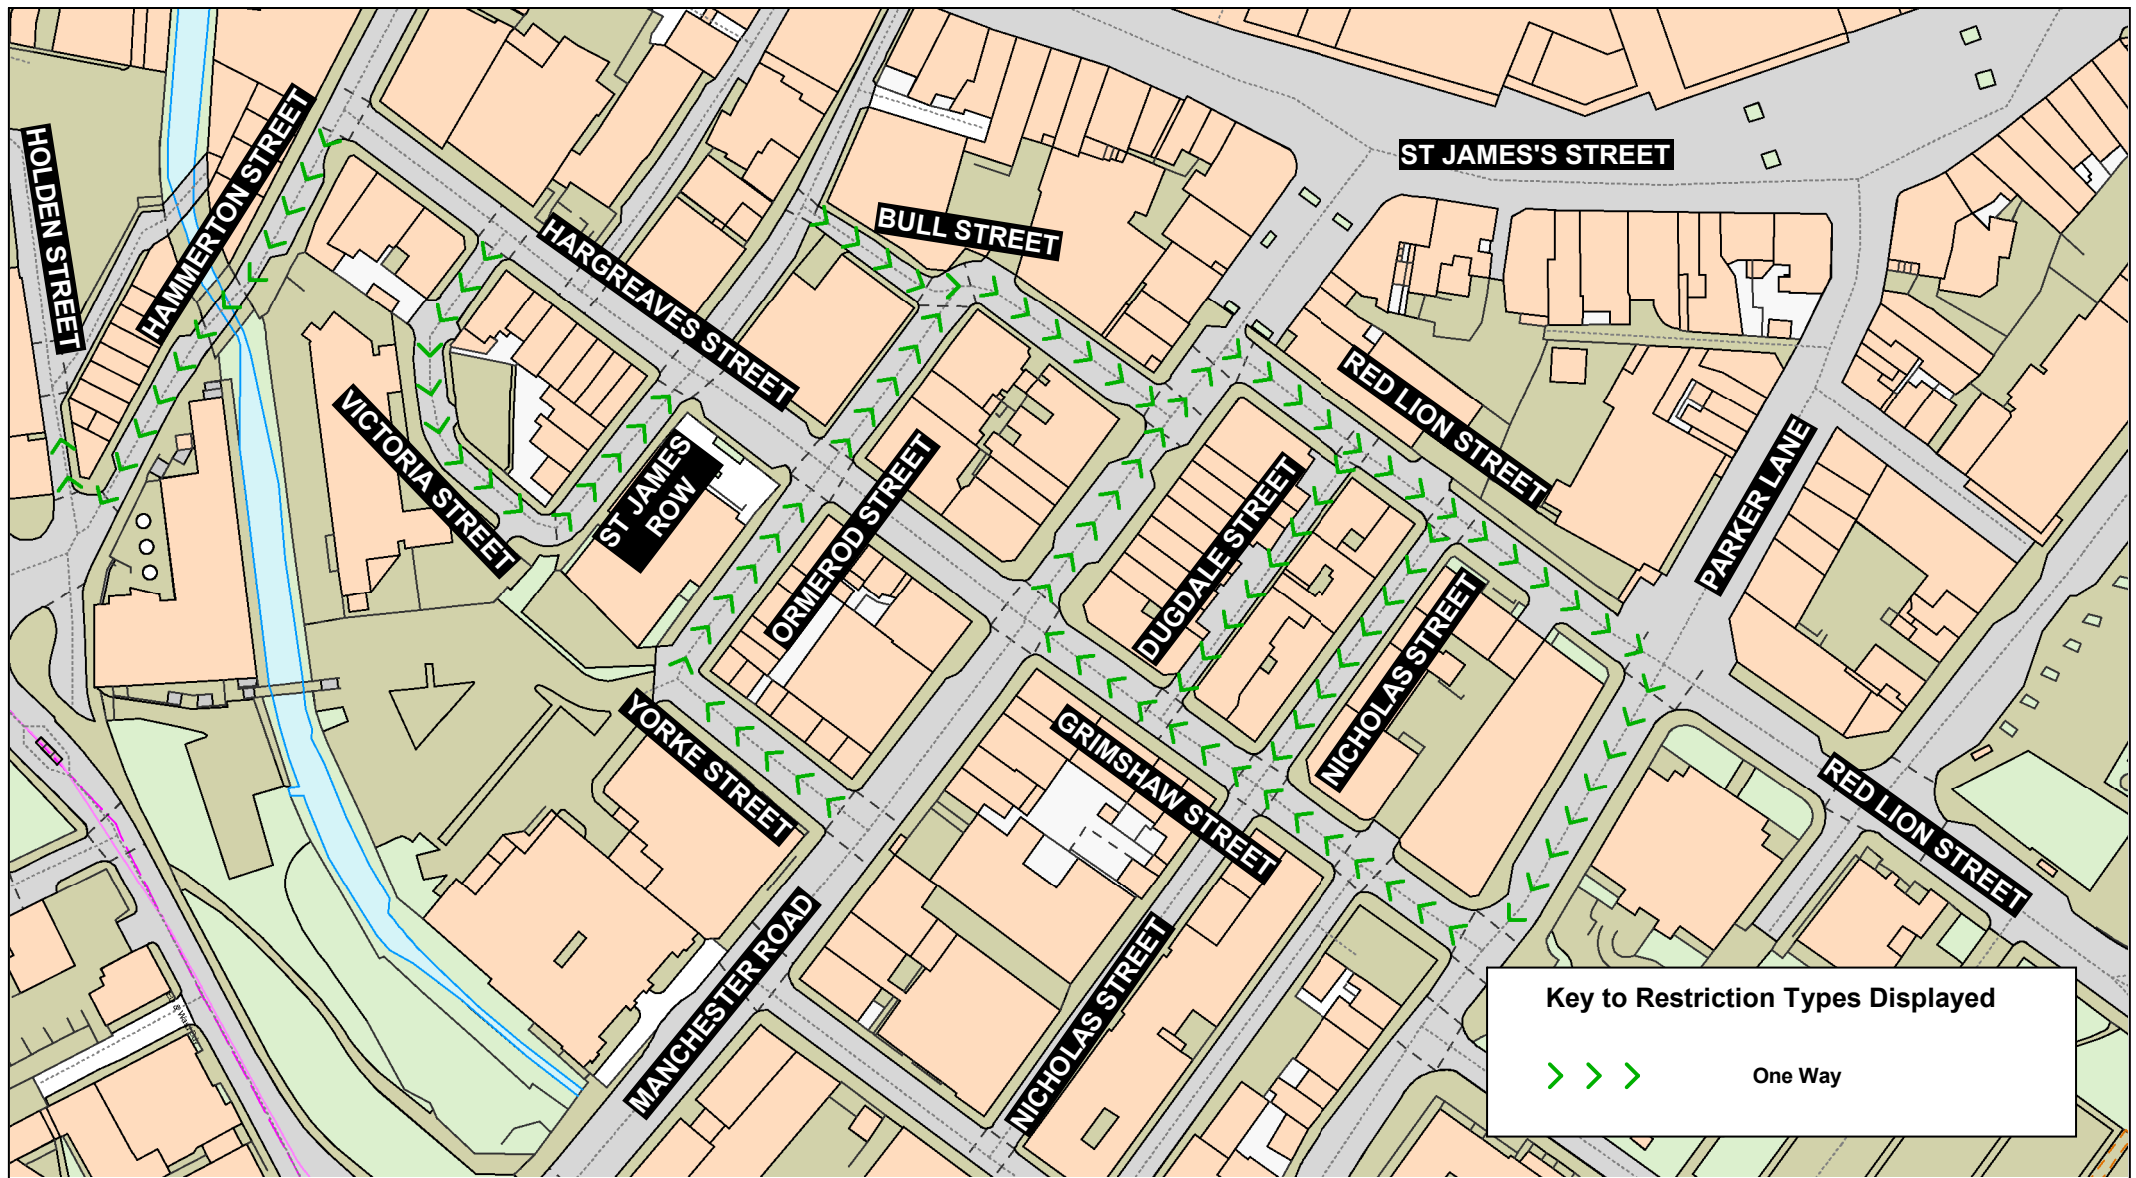 HOLDEN STREET
HAMMERTON STREET
HARGREAVES STREET
BULL STREET
ST JAMES'S STREET
VICTORIA STREET
ST JAMES
ROW
ORMEROD STREET
RED LION STREET
DUGDALE STREET
PARKER LANE
NICHOLAS STREET
YORKE STREET
GRIMSHAW STREET
RED LION STREET
MANCHESTER ROAD
NICHOLAS STREET
Key to Restriction Types Displayed
One Way